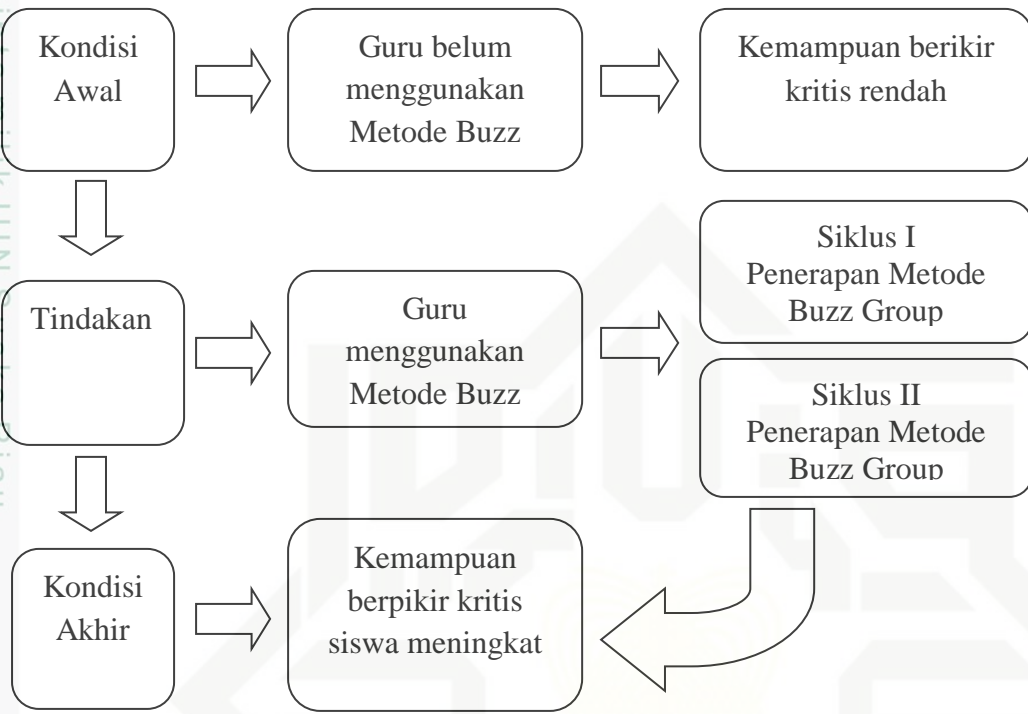 Kondisi
Awal
Guru belum
menggunakan
Metode Buzz
Kemampuan berikir
kritis rendah
Tindakan
Guru
menggunakan
Metode Buzz
Siklus I
Penerapan Metode
Buzz Group
Siklus II
Penerapan Metode
Buzz Group
Kondisi
Akhir
Kemampuan
berpikir kritis
siswa meningkat